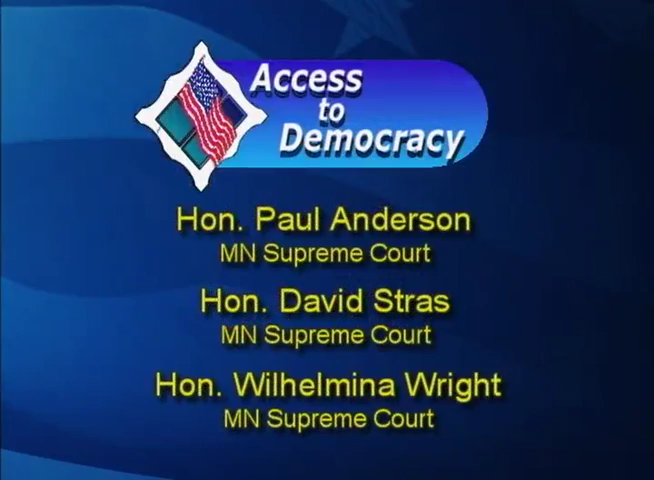 Access
to
Democracy
Hon. Paul Anderson
MN Supreme Court
Hon. David Stras
MN Supreme Court
Hon. Wilhelmina Wright
MN Supreme Court